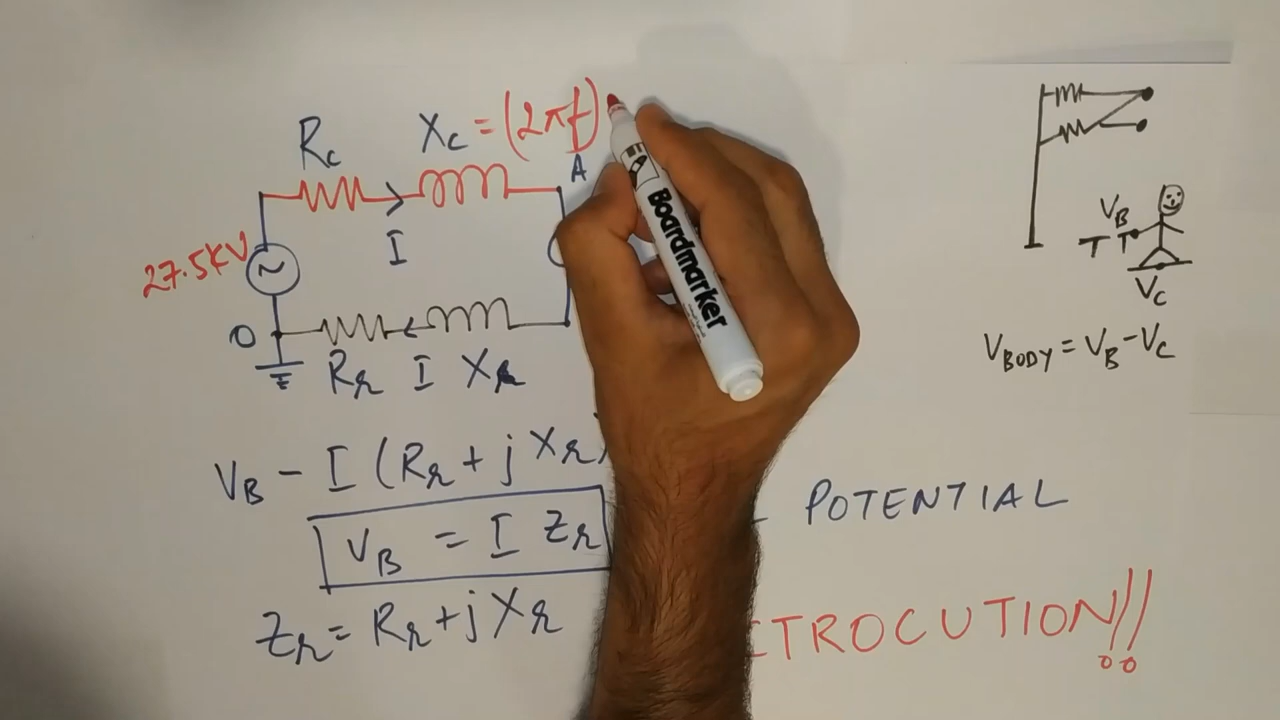 Rc Xc = (2πf)
A
27.5KV
I
0
Rr I Xr
VB
T T
VC
VBODY = VB - VC
VB - I (Rr + j Xr)
VB = I Zr
Zr = Rr + j Xr
POTENTIAL
CTROCUTION!!
Boardmarker